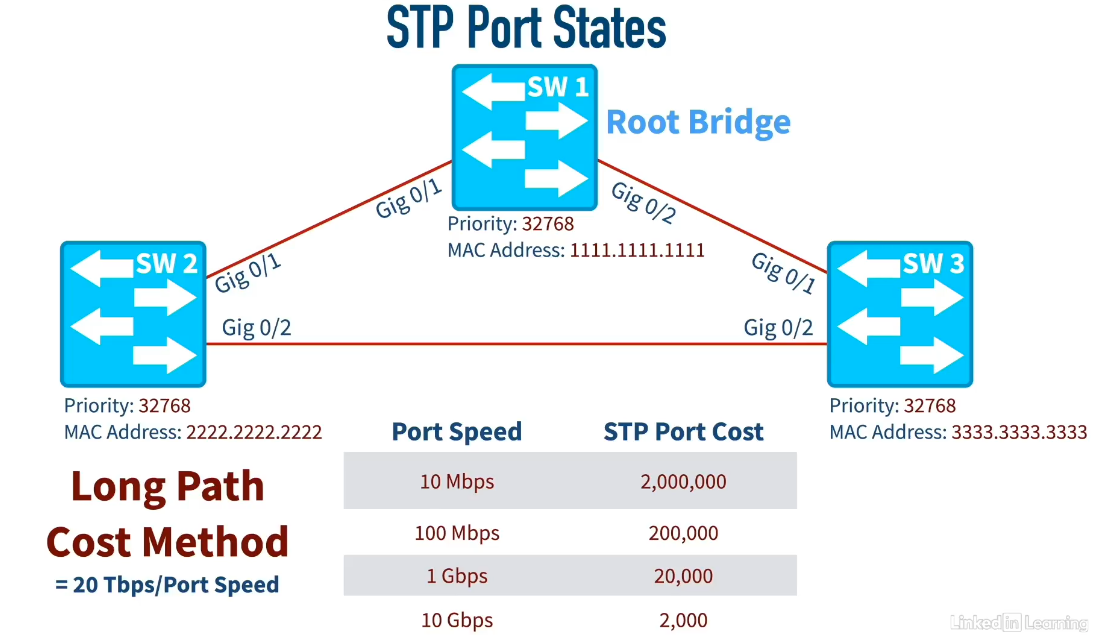 STP Port States
SW 1
Root Bridge
Gig 0/1
Gig 0/2
Priority: 32768
MAC Address: 1111.1111.1111
SW 2
Gig 0/1
Gig 0/1
SW 3
Gig 0/2
Gig 0/2
Priority: 32768
MAC Address: 2222.2222.2222
Priority: 32768
MAC Address: 3333.3333.3333
Long Path
Cost Method
= 20 Tbps/Port Speed
Port Speed STP Port Cost
10 Mbps 2,000,000
100 Mbps 200,000
1 Gbps 20,000
10 Gbps 2,000
Linked in Learning